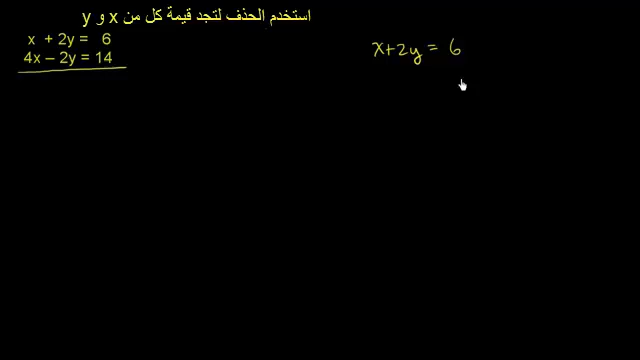 استخدم الحذف لتجد قيمة كل من x و y
x + 2y = 6
4x – 2y = 14
x+2y = 6